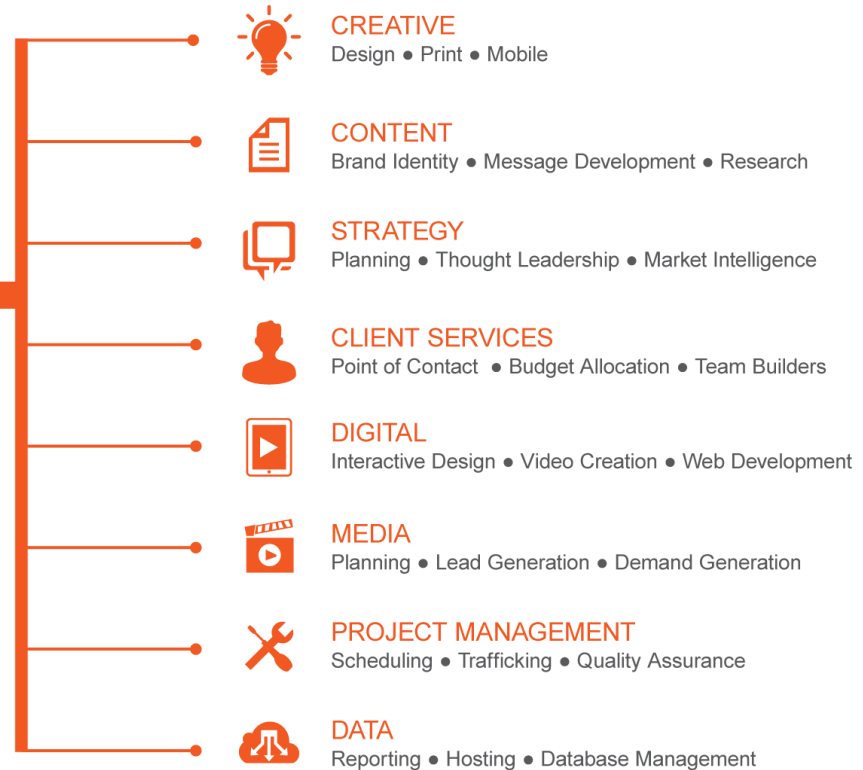 CREATIVE
Design ● Print ● Mobile
CONTENT
Brand Identity ● Message Development ● Research
STRATEGY
Planning ● Thought Leadership ● Market Intelligence
CLIENT SERVICES
Point of Contact ● Budget Allocation ● Team Builders
DIGITAL
Interactive Design ● Video Creation ● Web Development
MEDIA
Planning ● Lead Generation ● Demand Generation
PROJECT MANAGEMENT
Scheduling ● Trafficking ● Quality Assurance
DATA
Reporting ● Hosting ● Database Management